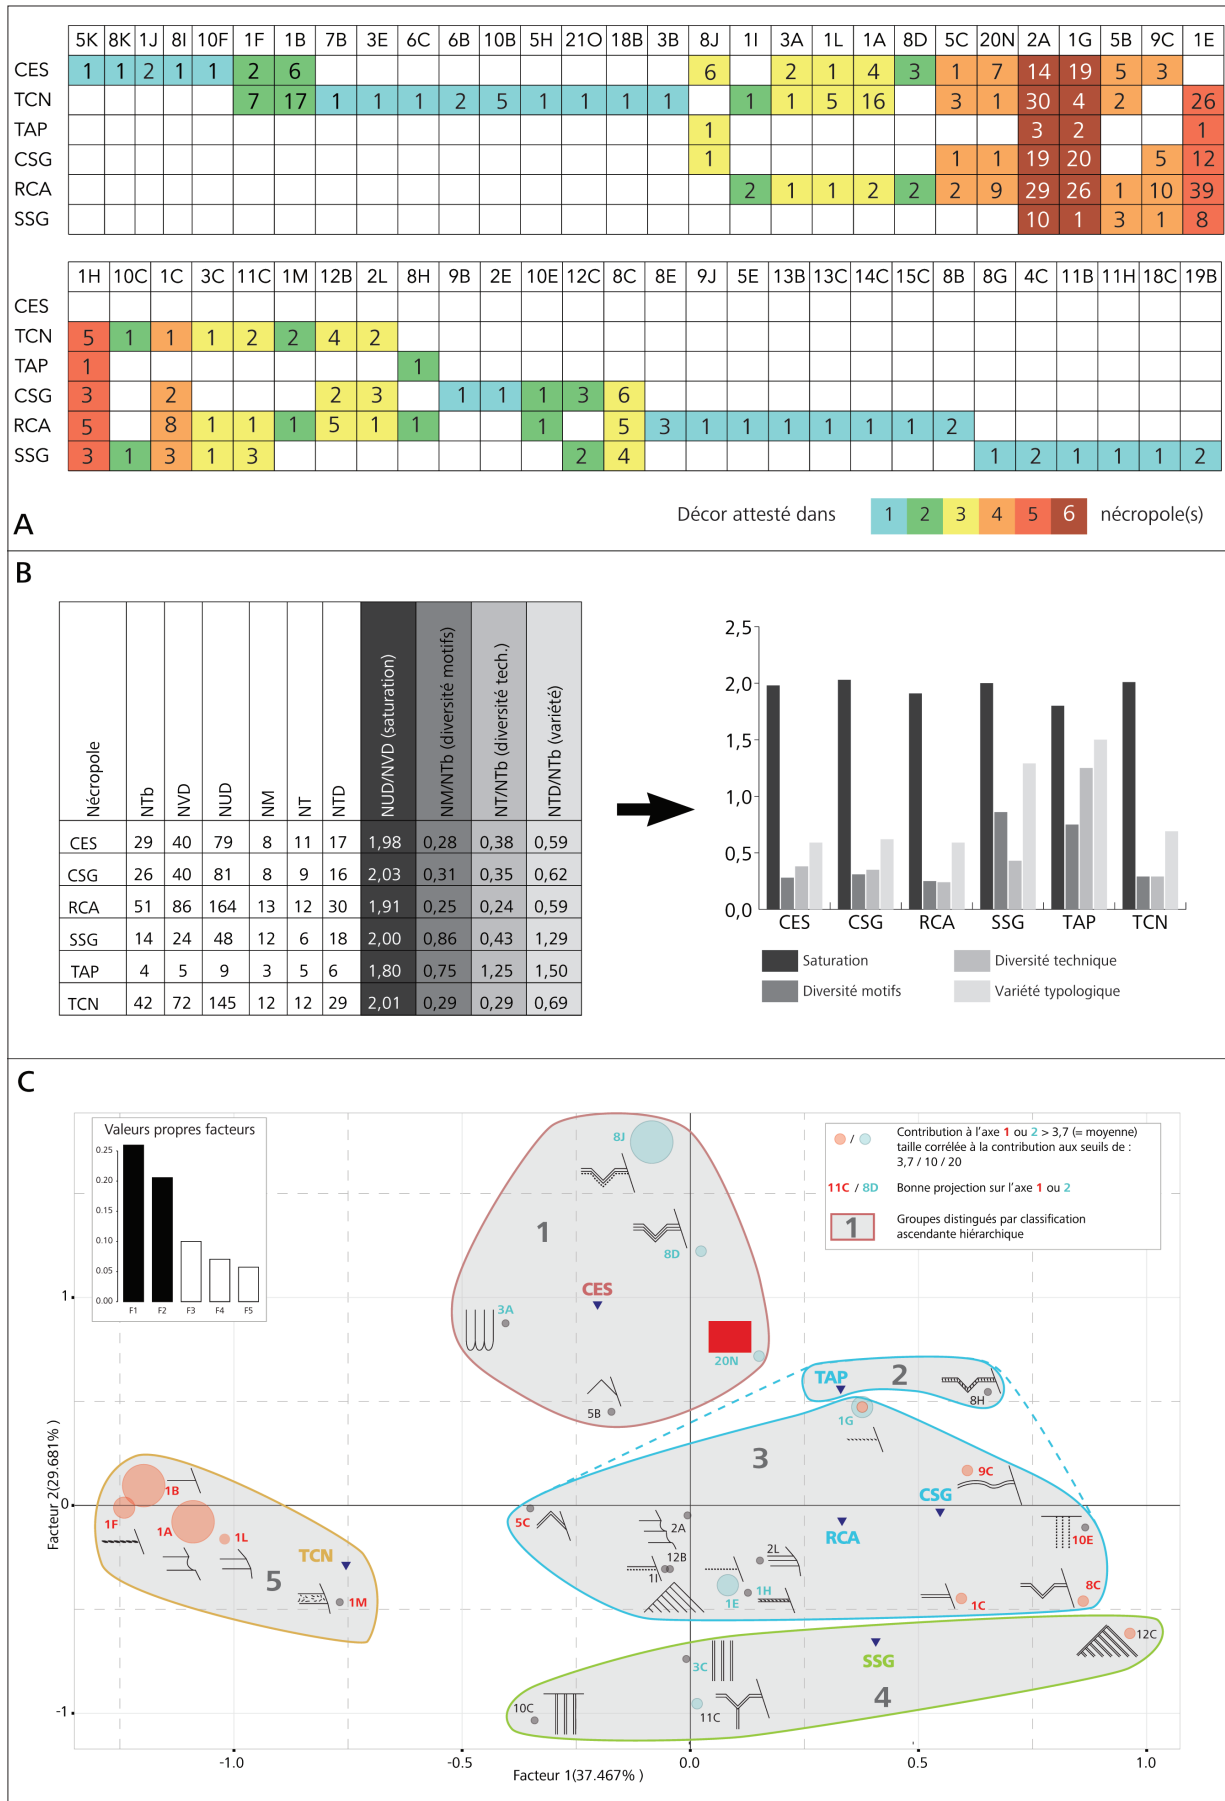 5K 8K 1J 8I 10F 1F 1B 7B 3E 6C 6B 10B 5H 21O 18B 3B 8J 1I 3A 1L 1A 8D 5C 20N 2A 1G 5B 9C 1E
CES 1 1 2 1 1 2 6 6 2 1 4 3 1 7 14 19 5 3
TCN 7 17 1 1 1 2 5 1 1 1 1 1 1 5 16 3 1 30 4 2 26
TAP 1 3 2 1
CSG 1 1 1 19 20 5 12
RCA 2 1 1 2 2 2 9 29 26 1 10 39
SSG 10 1 3 1 8
1H 10C 1C 3C 11C 1M 12B 2L 8H 9B 2E 10E 12C 8C 8E 9J 5E 13B 13C 14C 15C 8B 8G 4C 11B 11H 18C 19B
CES
TCN 5 1 1 1 2 2 4 2
TAP 1 1
CSG 3 2 2 3 1 1 1 3 6
RCA 5 8 1 1 1 5 1 1 1 5 3 1 1 1 1 1 1 2
SSG 3 1 3 1 3 2 4 1 2 1 1 1 2
A
Décor attesté dans 1 2 3 4 5 6 nécropole(s)
B
Nécropole NTb NVD NUD NM NT NTD NUD/NVD (saturation) NM/NTb (diversité motifs) NT/NTb (diversité tech.) NTD/NTb (variété)
CES 29 40 79 8 11 17 1,98 0,28 0,38 0,59
CSG 26 40 81 8 9 16 2,03 0,31 0,35 0,62
RCA 51 86 164 13 12 30 1,91 0,25 0,24 0,59
SSG 14 24 48 12 6 18 2,00 0,86 0,43 1,29
TAP 4 5 9 3 5 6 1,80 0,75 1,25 1,50
TCN 42 72 145 12 12 29 2,01 0,29 0,29 0,69
2,5
2,0
1,5
1,0
0,5
0,0
CES CSG RCA SSG TAP TCN
Saturation
Diversité technique
Diversité motifs
Variété typologique
C
Valeurs propres facteurs
0.25
0.20
0.15
0.10
0.05
0.00
F1 F2 F3 F4 F5
Contribution à l'axe 1 ou 2 > 3,7 (= moyenne)
taille corrélée à la contribution aux seuils de :
3,7 / 10 / 20
11C / 8D Bonne projection sur l'axe 1 ou 2
1 Groupes distingués par classification
ascendante hiérarchique
8J
1
8D
CES
3A
20N
5B
TAP
2
8H
1G
3
9C
CSG
5C
2A
RCA
10E
12B
2L
1I
1E
1H
1C
8C
1B
1F
1A
1L
TCN
5
1M
12C
3C
SSG
4
10C
11C
1
0
-1
Facteur 2(29.681% )
-1.0 -0.5 0.0 0.5 1.0
Facteur 1(37.467% )